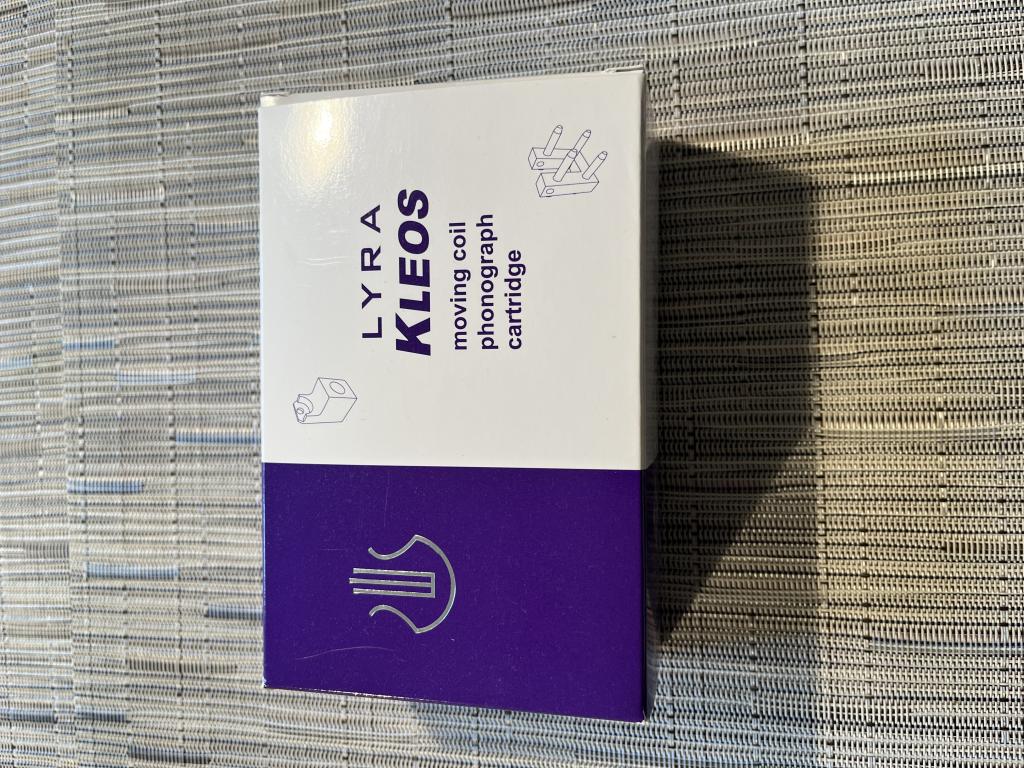 LYRA
KLEOS
moving coil
phonograph
cartridge